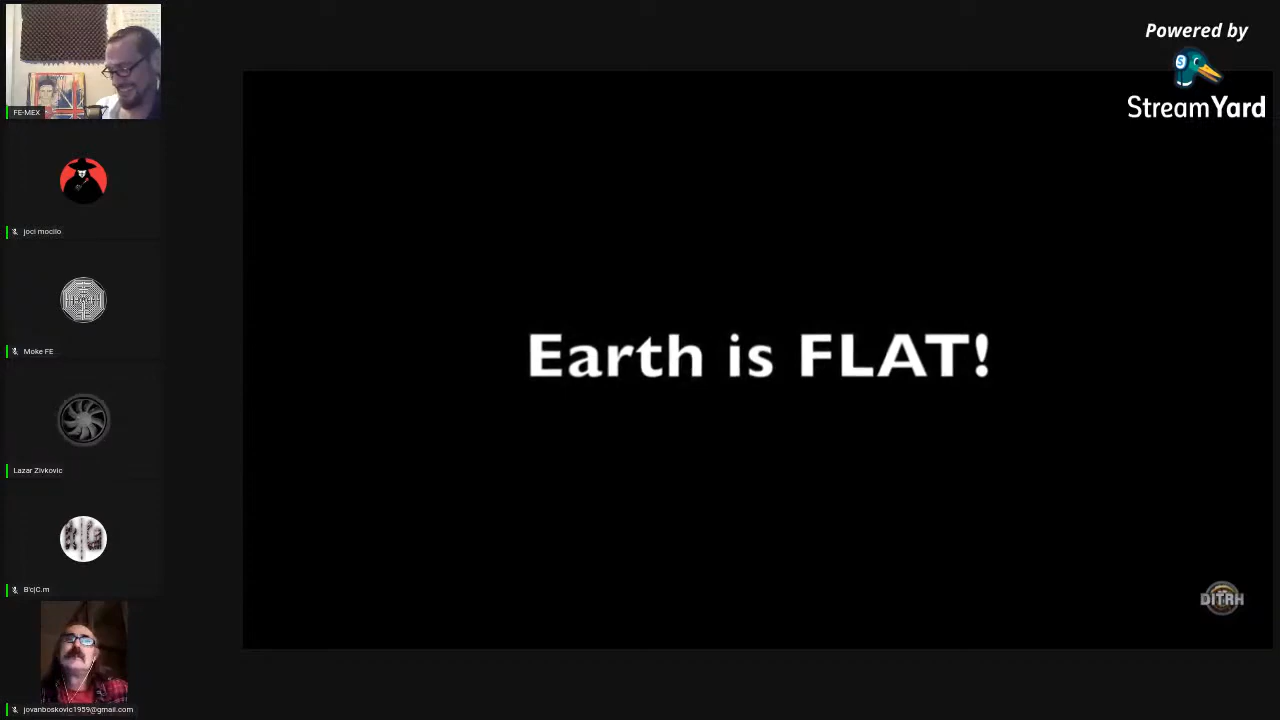 Powered by
StreamYard
FE-MEX
joci mocilo
Earth is FLAT!
Moke FE
Lazar Zivkovic
B'c|C.m
DITRH
jovanboskovic1959@gmail.com